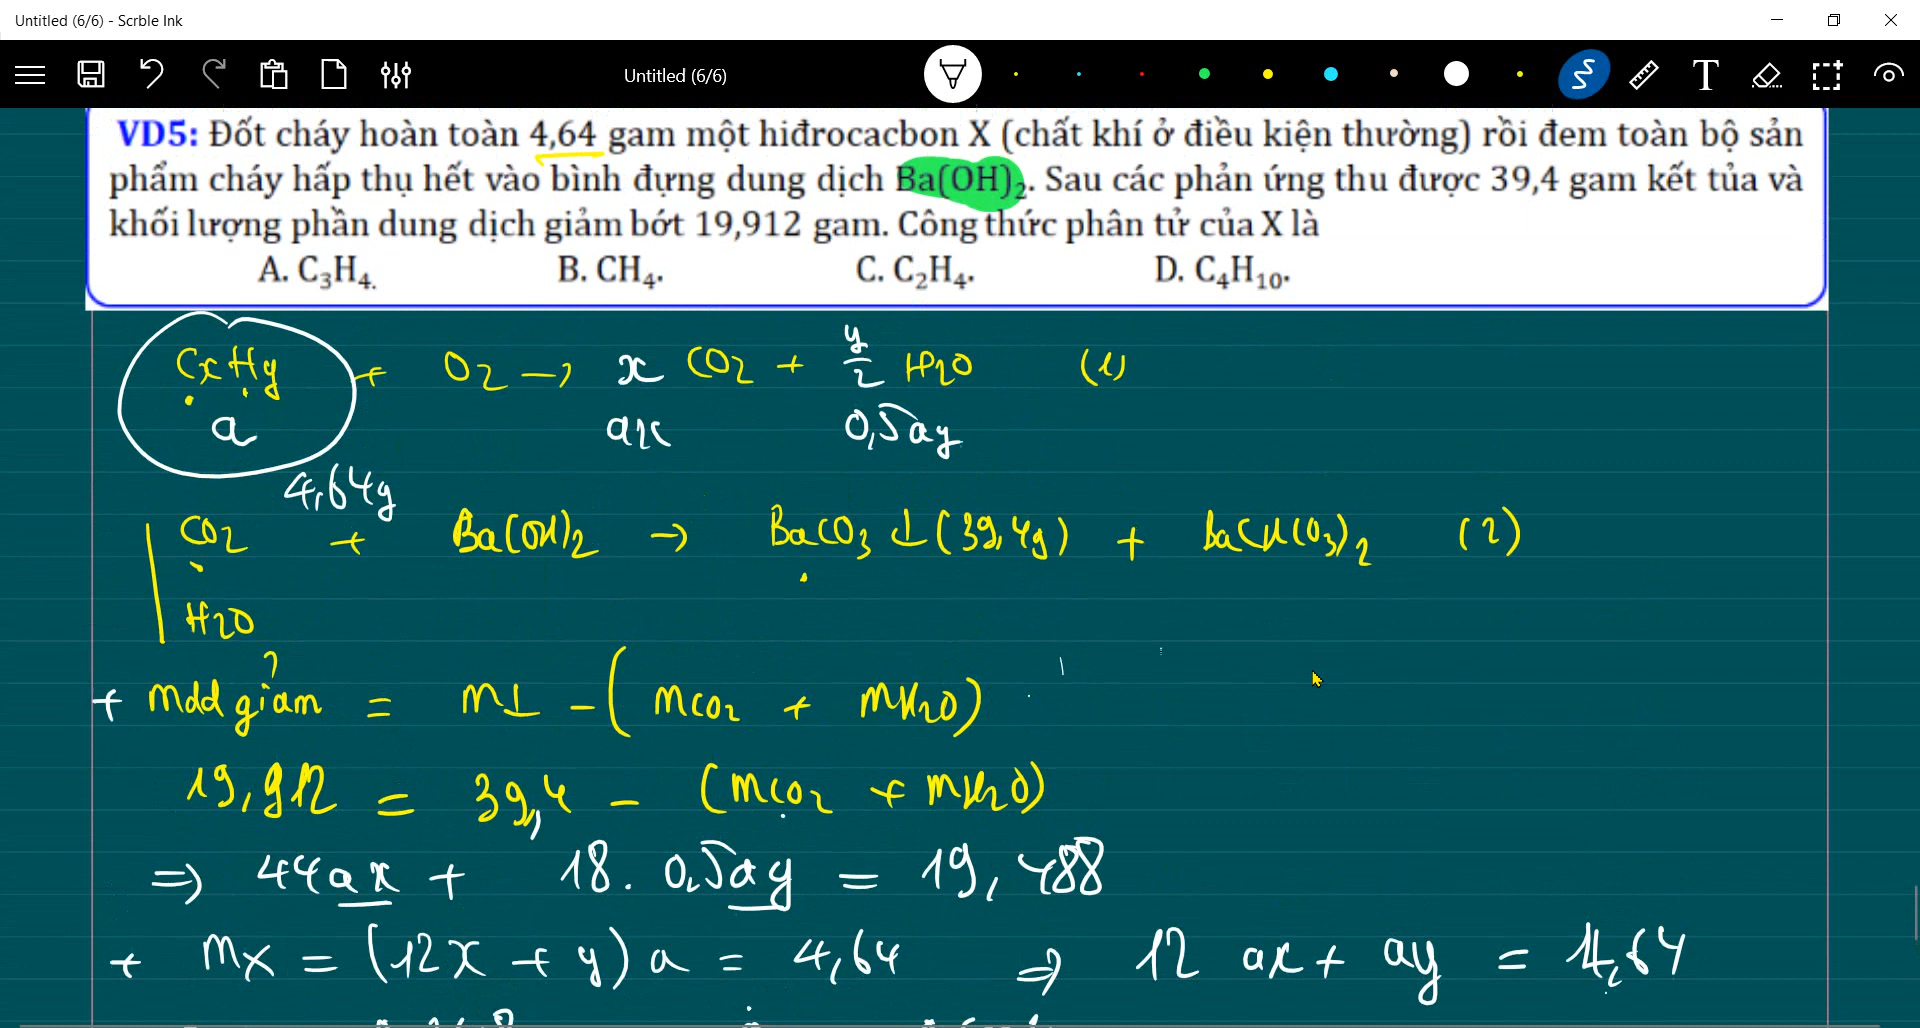 Untitled (6/6) - Scrble Ink
Untitled (6/6)
T
VD5: Đốt cháy hoàn toàn 4,64 gam một hiđrocacbon X (chất khí ở điều kiện thường) rồi đem toàn bộ sản
phẩm cháy hấp thụ hết vào bình đựng dung dịch Ba(OH)₂. Sau các phản ứng thu được 39,4 gam kết tủa và
khối lượng phần dung dịch giảm bớt 19,912 gam. Công thức phân tử của X là
A. C₃H₄. B. CH₄. C. C₂H₄. D. C₄H₁₀.
CxHy + O2 → x CO2 + y/2 H2O (1)
a ax 0,5ay
4,64g
CO2 + Ba(OH)2 → BaCO3 ↓ (39,4g) + Ba(HCO3)2 (2)
H2O
?
+ mdd giảm = m↓ - (mCO2 + mH2O)
19,912 = 39,4 - (mCO2 + mH2O)
=> 44ax + 18. 0,5ay = 19,488
+ mX = (12x + y) a = 4,64 => 12 ax + ay = 4,64